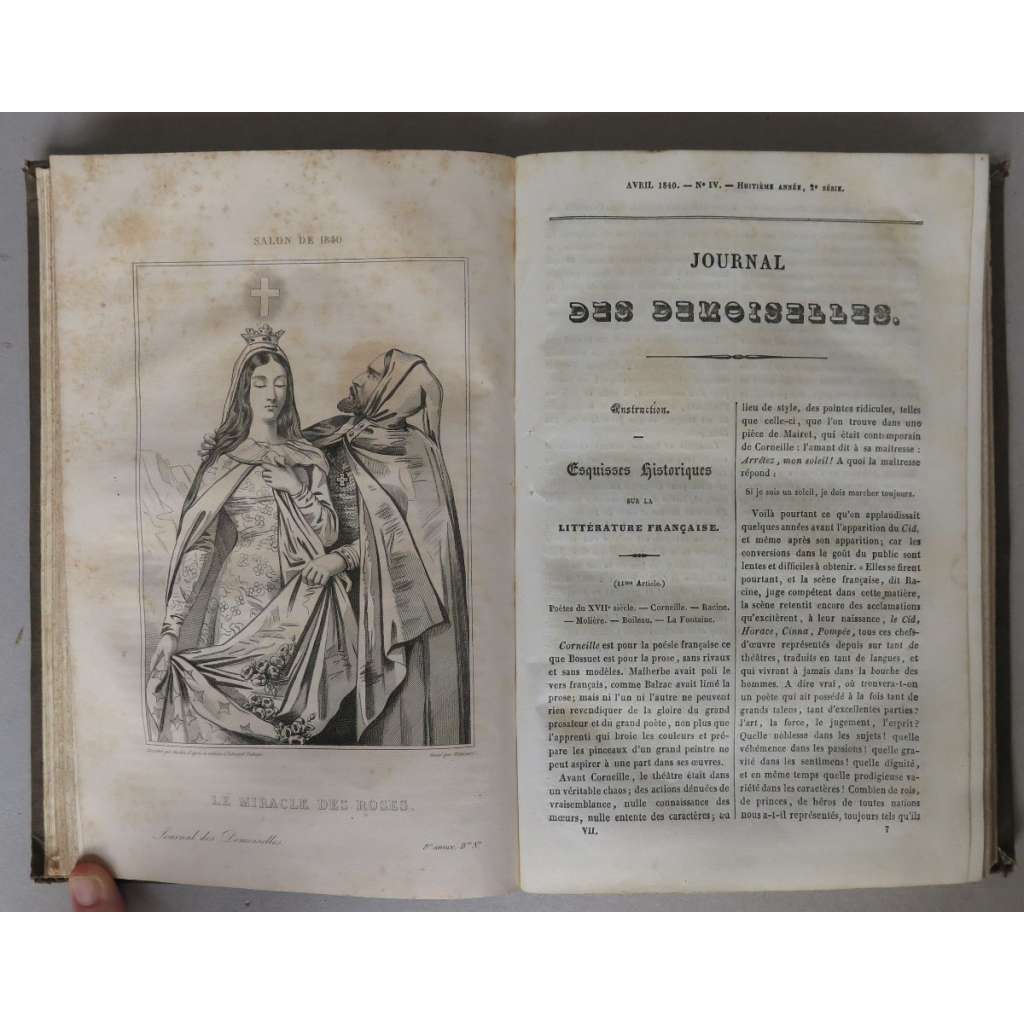 SALON DE 1840
LE MIRACLE DES ROSES.
Journal des Demoiselles
AVRIL 1840. — No IV. — HUITIÈME ANNÉE, 2e SÉRIE.
JOURNAL
DES DEMOISELLES.
Instruction.
—
Esquisses Historiques
SUR LA
LITTÉRATURE FRANÇAISE.
(11me Article.)
Poëtes du XVIIe siècle. — Corneille. — Racine.
— Molière. — Boileau. — La Fontaine.
Corneille est pour la poésie française ce
que Bossuet est pour la prose, sans rivaux
et sans modèles. Malherbe avait poli le
vers français, comme Balzac avait limé la
prose; mais ni l'un ni l'autre ne peuvent
rien revendiquer de la gloire du grand
prosateur et du grand poète, non plus que
l'apprenti qui broie les couleurs et prépare
les pinceaux d'un grand peintre ne
peut aspirer à une part dans ses œuvres.
Avant Corneille, le théâtre était dans
un véritable chaos; des actions dénuées de
vraisemblance, nulle connaissance des
mœurs, nulle entente des caractères; au
VII.
lieu de style, des pointes ridicules, telles
que celle-ci, que l'on trouve dans une
pièce de Mairet, qui était contemporain
de Corneille : l'amant dit à sa maîtresse :
Arrêtez, mon soleil! A quoi la maîtresse
répond :
Si je suis un soleil, je dois marcher toujours.
Voilà pourtant ce qu'on applaudissait
quelques années avant l'apparition du Cid,
et même après son apparition; car les
conversions dans le goût du public sont
lentes et difficiles à obtenir. « Elles se firent
pourtant, et la scène française, dit Racine,
juge compétent dans cette matière,
la scène retentit encore des acclamations
qu'excitèrent, à leur naissance, le Cid,
Horace, Cinna, Pompée, tous ces chefs-
d'œuvre représentés depuis sur tant de
théâtres, traduits en tant de langues, et
qui vivront à jamais dans la bouche des
hommes. A dire vrai, où trouvera-t-on
un poète qui ait possédé à la fois tant de
grands talens, tant d'excellentes parties?
l'art, la force, le jugement, l'esprit?
Quelle noblesse dans les sujets! quelle
véhémence dans les passions! quelle gravité
dans les sentimens! quelle dignité,
et en même temps quelle prodigieuse variété
dans les caractères! Combien de rois,
de princes, de héros de toutes nations
nous a-t-il représentés, toujours tels qu'ils
7